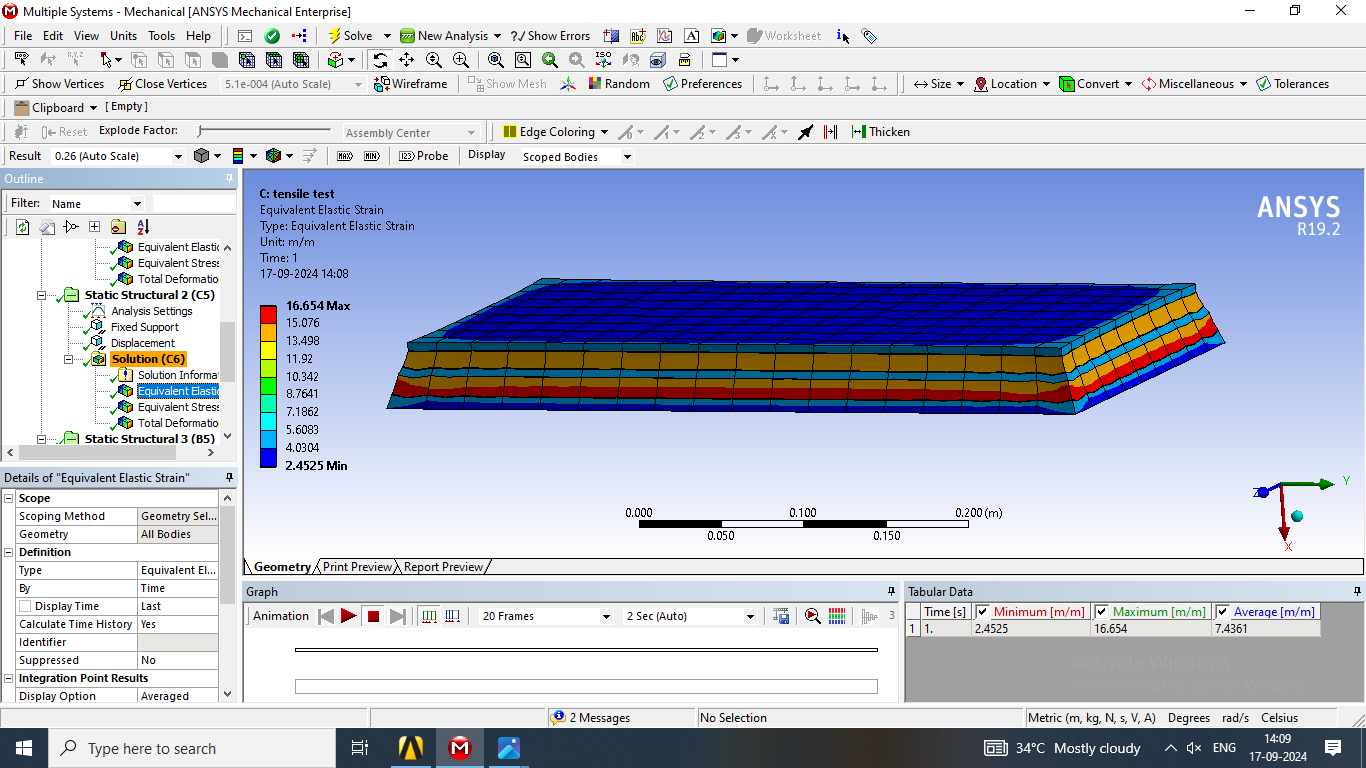 Multiple Systems - Mechanical [ANSYS Mechanical Enterprise]
File Edit View Units Tools Help Solve New Analysis ?/ Show Errors Worksheet
Show Vertices Close Vertices 5.1e-004 (Auto Scale) Wireframe Show Mesh Random Preferences Size Location Convert Miscellaneous Tolerances
Clipboard [ Empty ]
Reset Explode Factor: Assembly Center Edge Coloring Thicken
Result 0.26 (Auto Scale) MAX MIN 123 Probe Display Scoped Bodies
Outline
Filter: Name
Equivalent Elastic
Equivalent Stress
Total Deformatio
Static Structural 2 (C5)
Analysis Settings
Fixed Support
Displacement
Solution (C6)
Solution Informa
Equivalent Elastic
Equivalent Stress
Total Deformatio
Static Structural 3 (B5)
Details of "Equivalent Elastic Strain"
Scope
Scoping Method Geometry Sel...
Geometry All Bodies
Definition
Type Equivalent El...
By Time
Display Time Last
Calculate Time History Yes
Identifier
Suppressed No
Integration Point Results
Display Option Averaged
C: tensile test
Equivalent Elastic Strain
Type: Equivalent Elastic Strain
Unit: m/m
Time: 1
17-09-2024 14:08
16.654 Max
15.076
13.498
11.92
10.342
8.7641
7.1862
5.6083
4.0304
2.4525 Min
ANSYS
R19.2
0.000 0.100 0.200 (m)
0.050 0.150
Z Y
X
Geometry Print Preview Report Preview
Graph
Animation 20 Frames 2 Sec (Auto) 3
Tabular Data
Time [s] Minimum [m/m] Maximum [m/m] Average [m/m]
1 1. 2.4525 16.654 7.4361
Activate Windows
Go to Settings to activate Windows.
2 Messages No Selection Metric (m, kg, N, s, V, A) Degrees rad/s Celsius
Type here to search 34°C Mostly cloudy ENG 14:09
17-09-2024